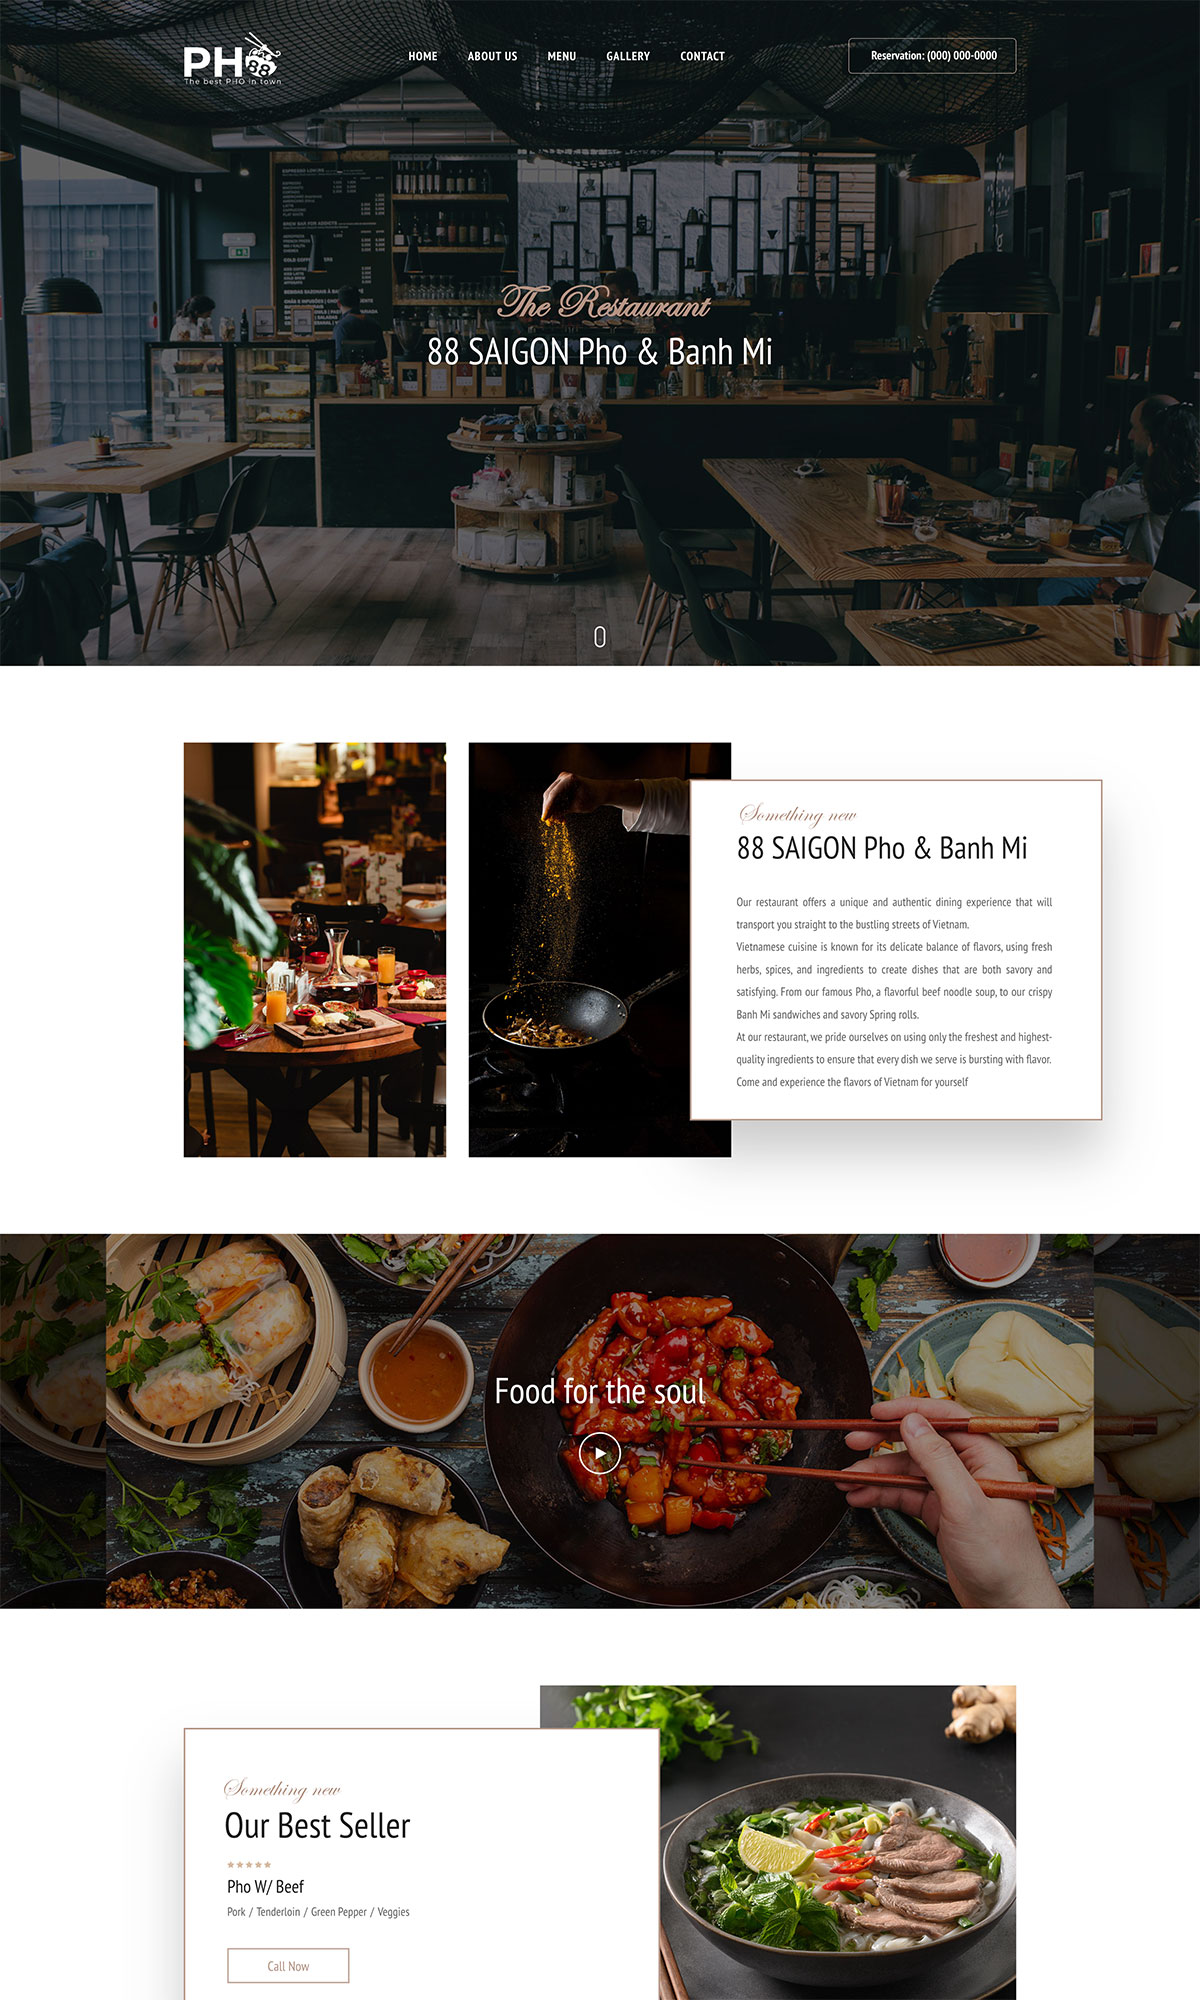 PHO 88
The best PHO in town
HOME
ABOUT US
MENU
GALLERY
CONTACT
Reservation: (000) 000-0000
The Restaurant
88 SAIGON Pho & Banh Mi
Something new
88 SAIGON Pho & Banh Mi
Our restaurant offers a unique and authentic dining experience that will
transport you straight to the bustling streets of Vietnam.
Vietnamese cuisine is known for its delicate balance of flavors, using fresh
herbs, spices, and ingredients to create dishes that are both savory and
satisfying. From our famous Pho, a flavorful beef noodle soup, to our crispy
Banh Mi sandwiches and savory Spring rolls.
At our restaurant, we pride ourselves on using only the freshest and highest-
quality ingredients to ensure that every dish we serve is bursting with flavor.
Come and experience the flavors of Vietnam for yourself
Food for the soul
Something new
Our Best Seller
Pho W/ Beef
Pork / Tenderloin / Green Pepper / Veggies
Call Now